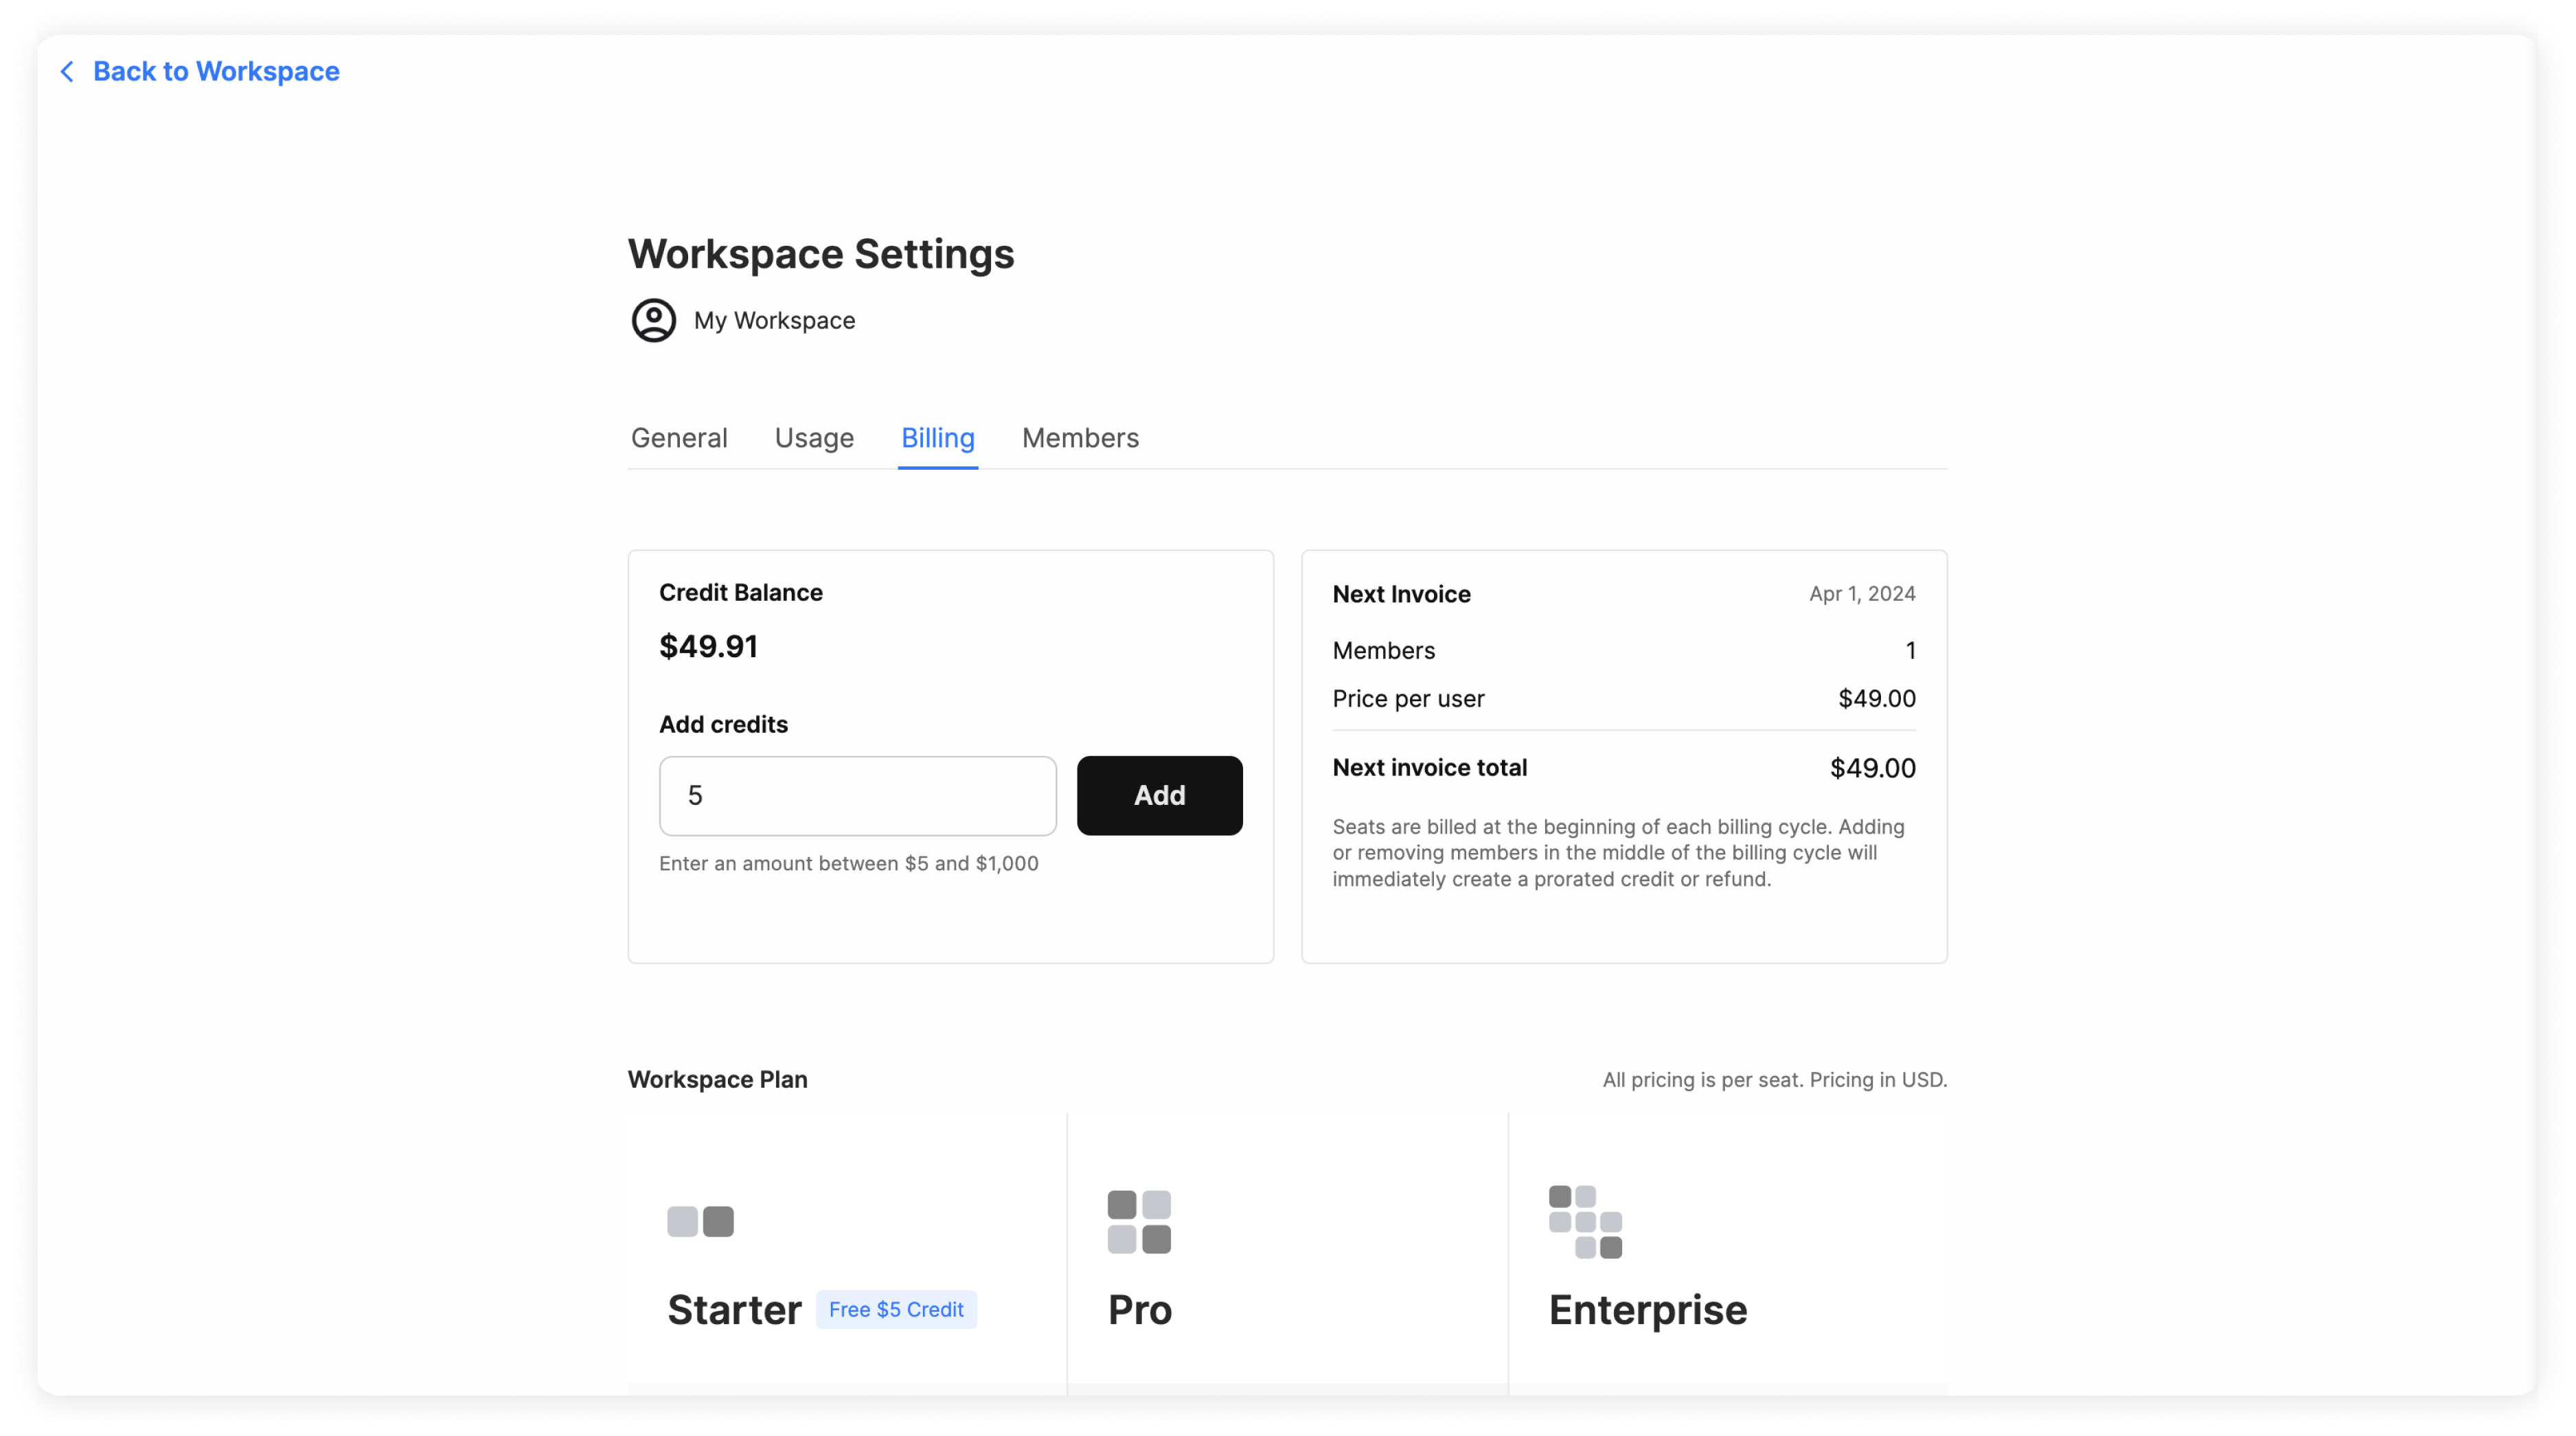 Back to Workspace
Workspace Settings
My Workspace
General Usage Billing Members
Credit Balance
$49.91
Add credits
5 Add
Enter an amount between $5 and $1,000
Next Invoice Apr 1, 2024
Members 1
Price per user $49.00
Next invoice total $49.00
Seats are billed at the beginning of each billing cycle. Adding
or removing members in the middle of the billing cycle will
immediately create a prorated credit or refund.
Workspace Plan All pricing is per seat. Pricing in USD.
Starter Free $5 Credit
Pro
Enterprise